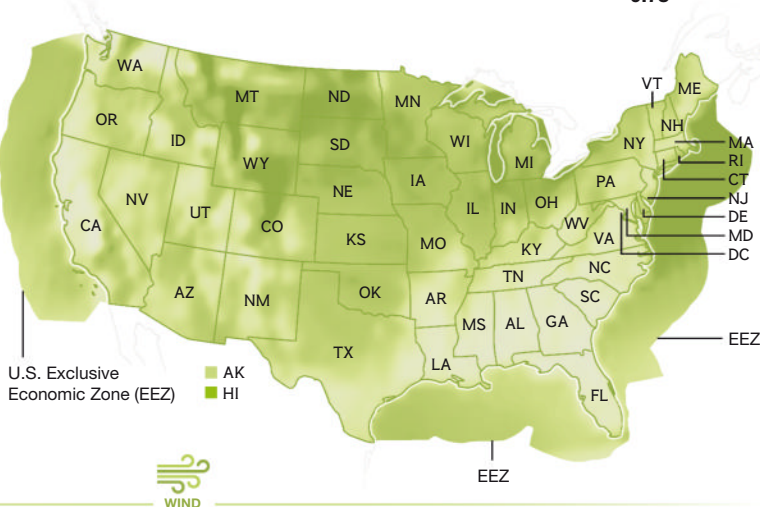 WA
MT
ND
MN
VT
ME
OR
ID
SD
WI
MI
NY
NH
MA
RI
CT
WY
NE
IA
PA
NJ
NV
UT
CO
IL
IN
OH
WV
DE
MD
DC
CA
KS
MO
KY
VA
AZ
NM
OK
AR
TN
NC
SC
TX
MS
AL
GA
LA
FL
EEZ
U.S. Exclusive
Economic Zone (EEZ)
AK
HI
EEZ
WIND